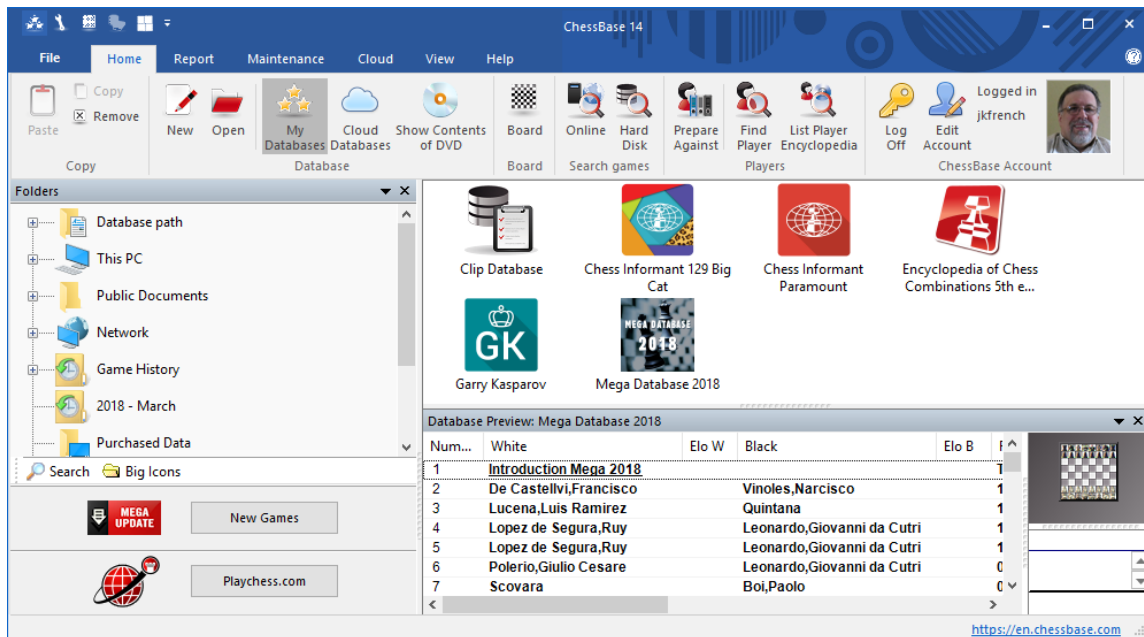 ChessBase 14
File Home Report Maintenance Cloud View Help
Paste
Copy
Remove
New
Open
My Databases
Cloud Databases
Show Contents of DVD
Board
Online
Hard Disk
Prepare Against
Find Player
List Player Encyclopedia
Log Off
Edit Account
Logged in
jkfrench
Copy
Database
Board
Search games
Players
ChessBase Account
Folders
Database path
This PC
Public Documents
Network
Game History
2018 - March
Purchased Data
Search Big Icons
MEGA
UPDATE
New Games
Playchess.com
Clip Database
Chess Informant 129 Big
Cat
Chess Informant
Paramount
Encyclopedia of Chess
Combinations 5th e...
GK
Garry Kasparov
MEGA DATABASE
2018
Mega Database 2018
Database Preview: Mega Database 2018
Num... White Elo W Black Elo B
1 Introduction Mega 2018
2 De Castellvi,Francisco Vinoles,Narcisco 1
3 Lucena,Luis Ramirez Quintana 1
4 Lopez de Segura,Ruy Leonardo,Giovanni da Cutri 1
5 Lopez de Segura,Ruy Leonardo,Giovanni da Cutri 1
6 Polerio,Giulio Cesare Leonardo,Giovanni da Cutri 0
7 Scovara Boi,Paolo 0
https://en.chessbase.com